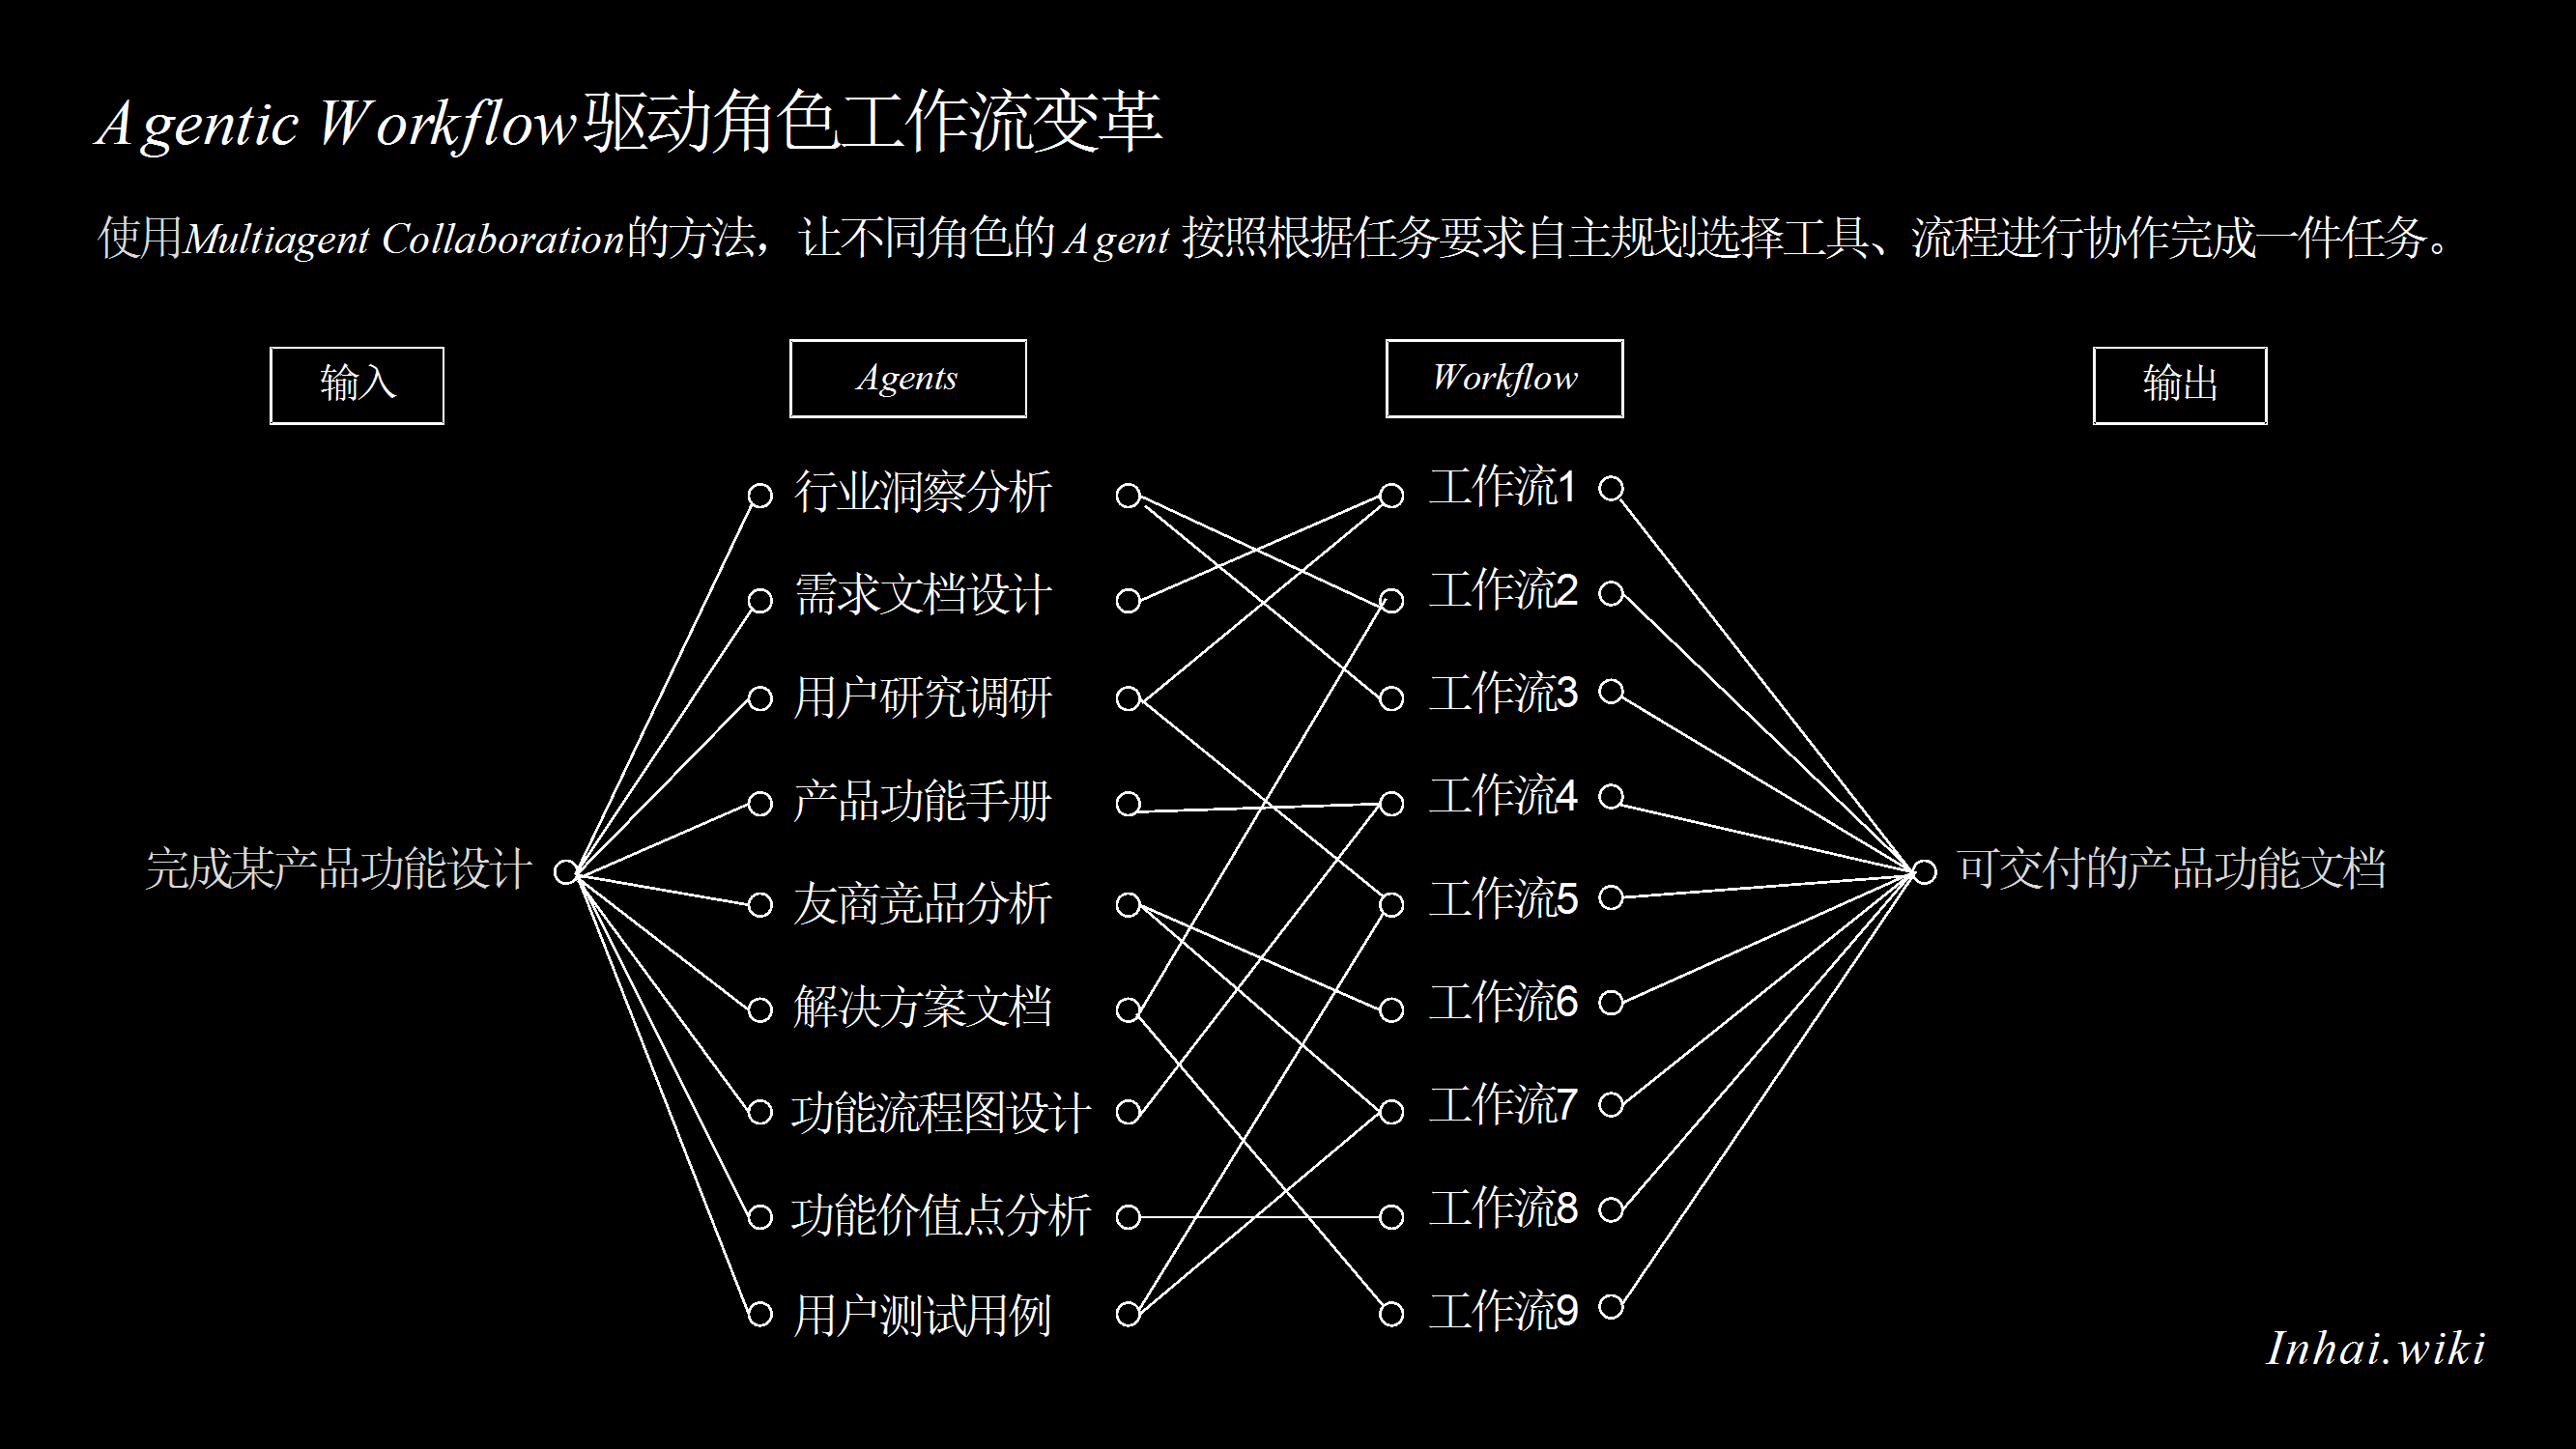 Agentic Workflow驱动角色工作流变革
使用Multiagent Collaboration的方法，让不同角色的 Agent 按照根据任务要求自主规划选择工具、流程进行协作完成一件任务。
输入
Agents
Workflow
输出
行业洞察分析
工作流1
需求文档设计
工作流2
用户研究调研
工作流3
产品功能手册
工作流4
完成某产品功能设计
可交付的产品功能文档
友商竞品分析
工作流5
解决方案文档
工作流6
功能流程图设计
工作流7
功能价值点分析
工作流8
用户测试用例
工作流9
Inhai.wiki